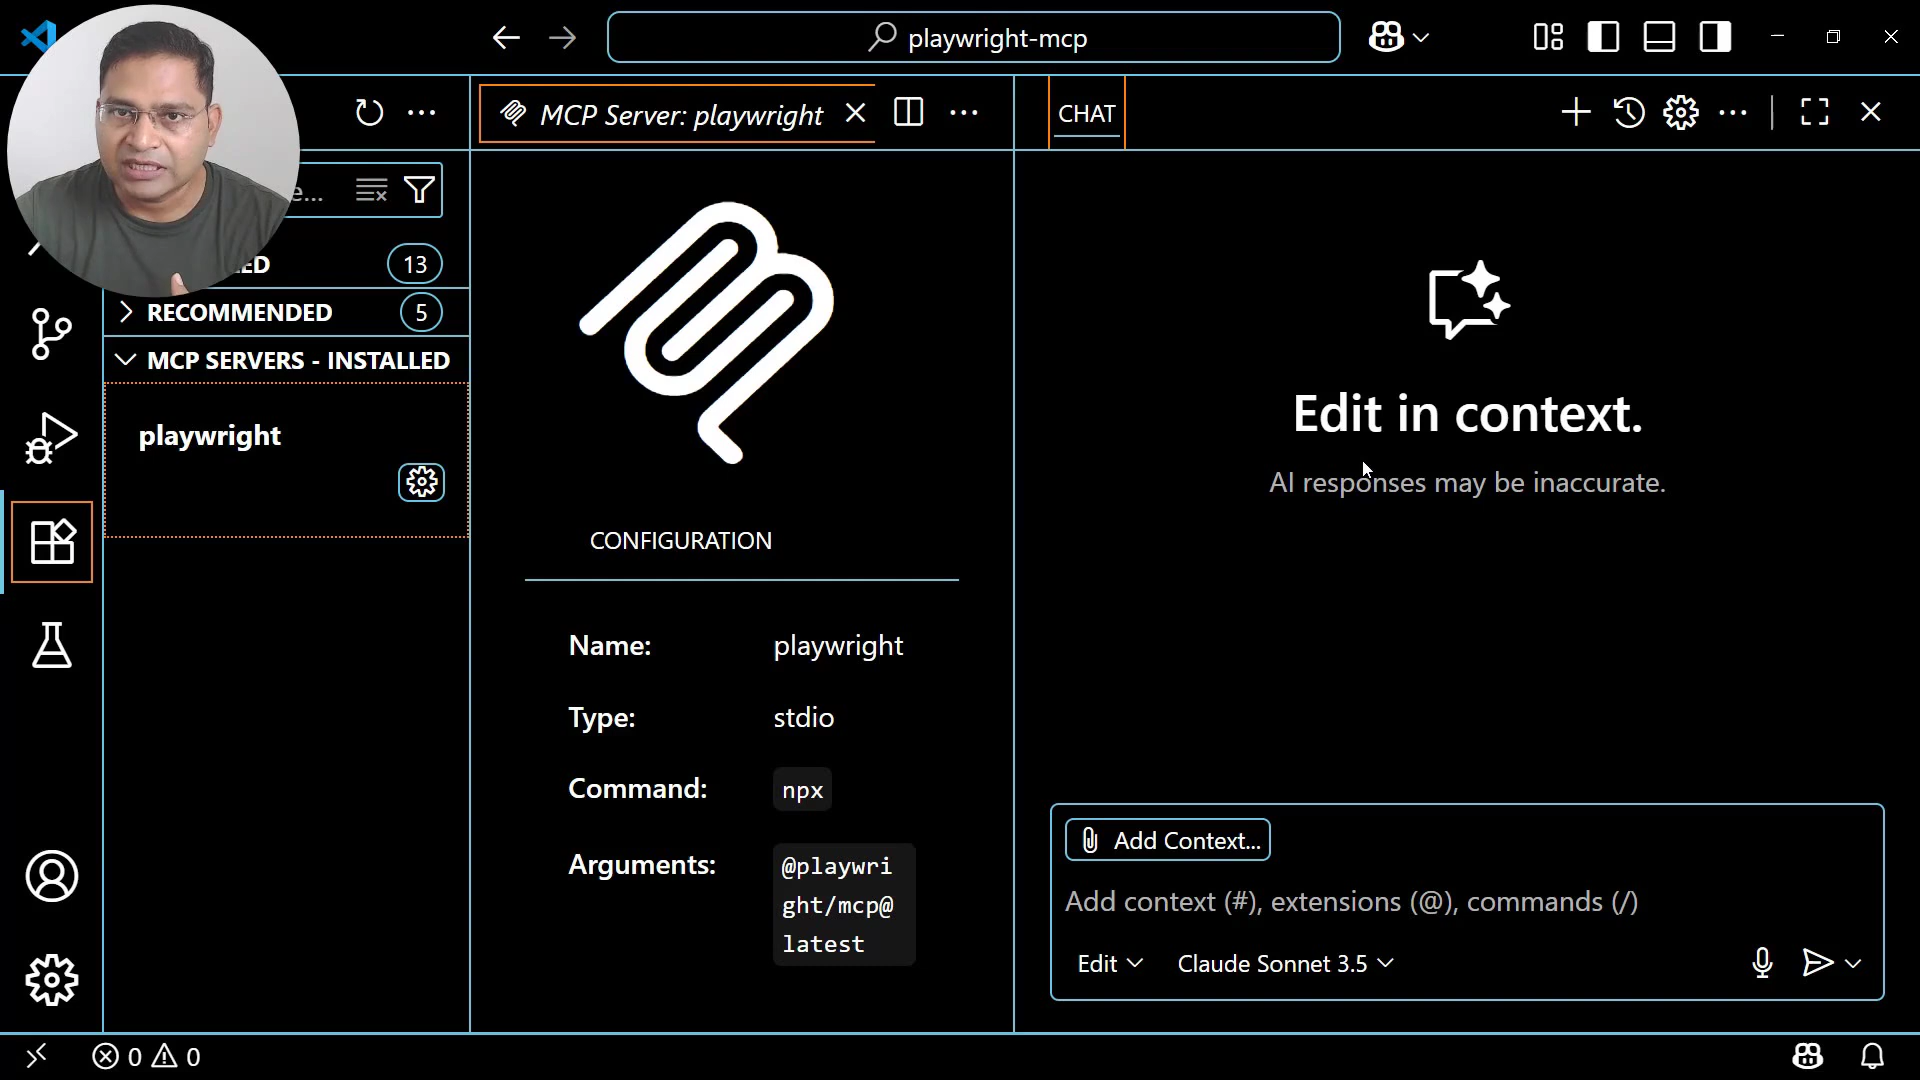 playwright-mcp
MCP Server: playwright
CHAT
e...
ED
13
RECOMMENDED
5
MCP SERVERS - INSTALLED
playwright
CONFIGURATION
Name:
playwright
Type:
stdio
Command:
npx
Arguments:
@playwri
ght/mcp@
latest
Edit in context.
AI responses may be inaccurate.
Add Context...
Add context (#), extensions (@), commands (/)
Edit
Claude Sonnet 3.5
0
0